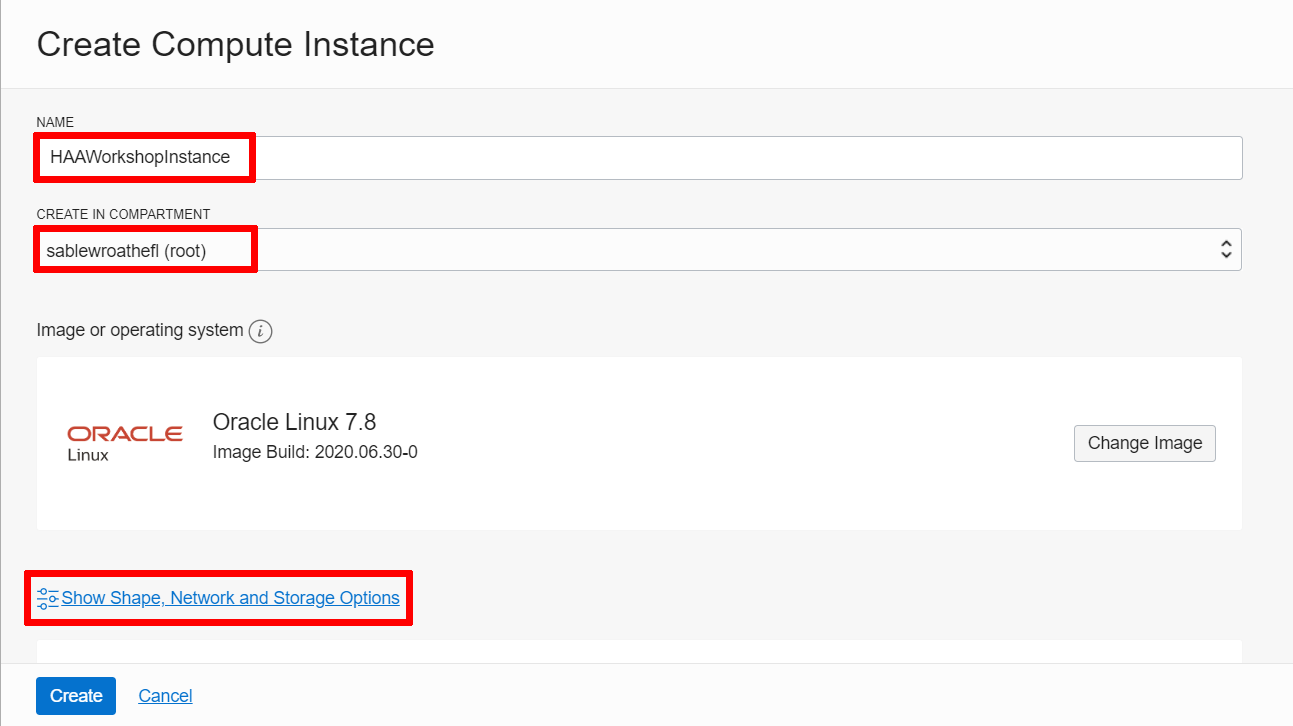 Create Compute Instance
NAME
HAAWorkshopInstance
CREATE IN COMPARTMENT
sablewroathefl (root)
Image or operating system i
ORACLE
Linux
Oracle Linux 7.8
Image Build: 2020.06.30-0
Change Image
Show Shape, Network and Storage Options
Create Cancel